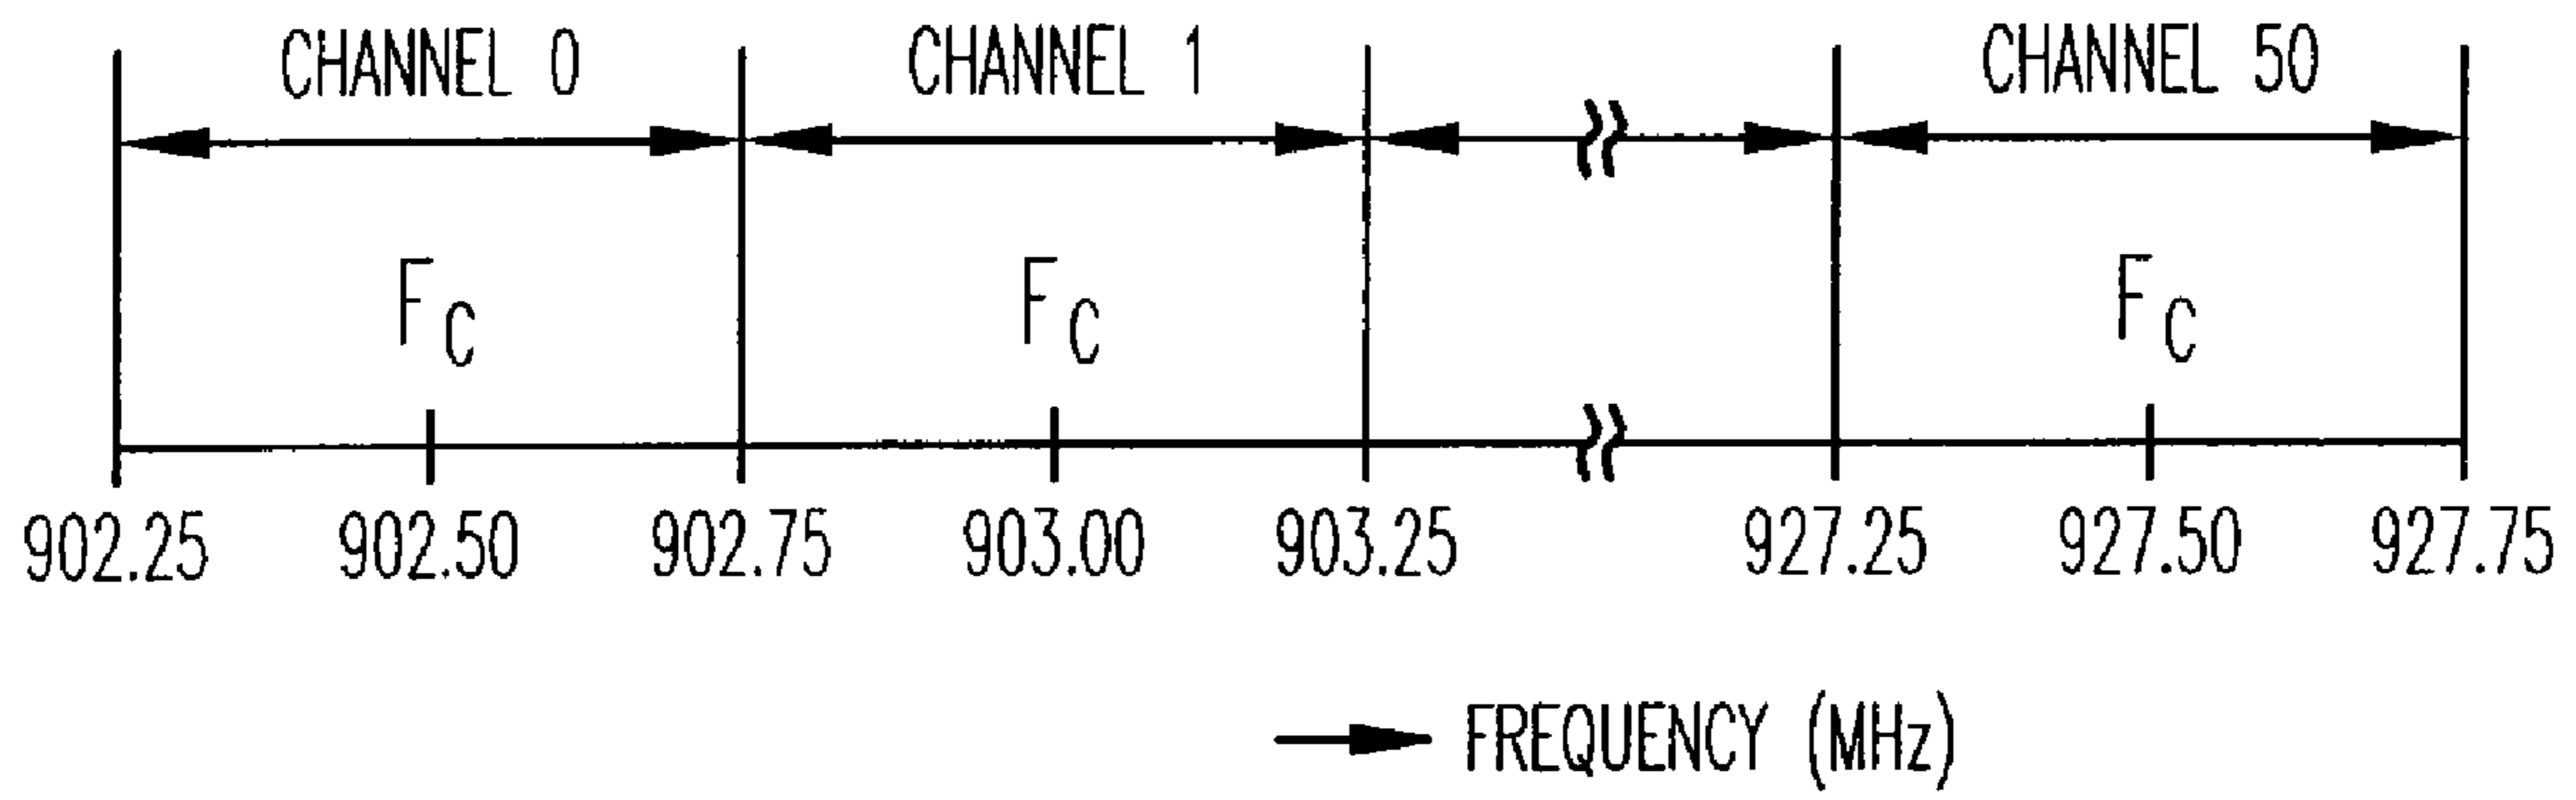 CHANNEL 0 CHANNEL 1 CHANNEL 50
FC FC FC
902.25 902.50 902.75 903.00 903.25 927.25 927.50 927.75
FREQUENCY (MHz)